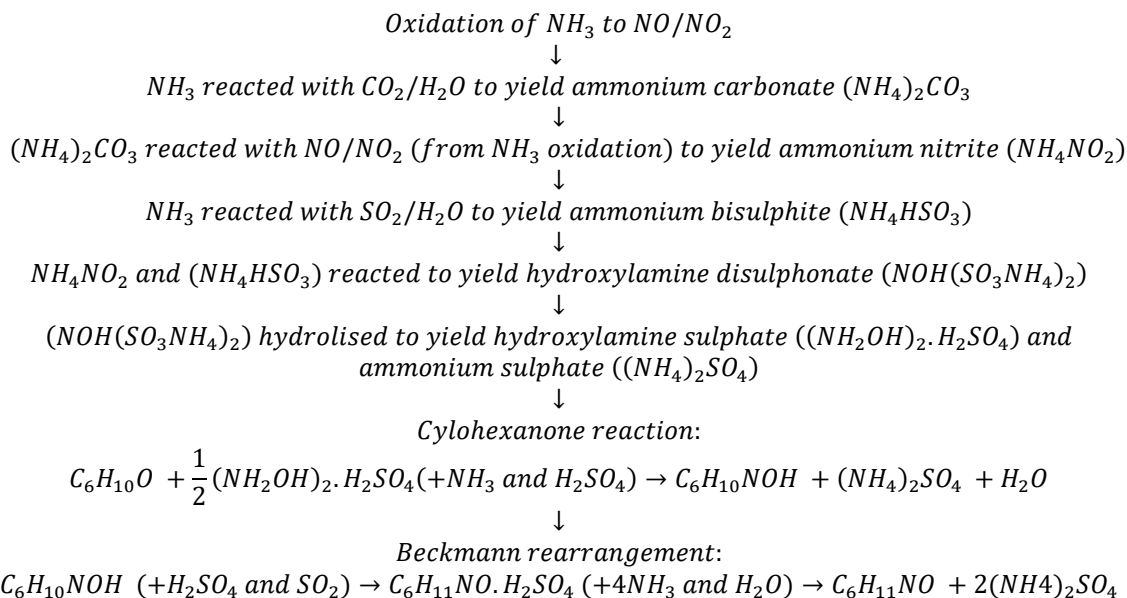 Oxidation of NH₃ to NO/NO₂
↓
NH₃ reacted with CO₂/H₂O to yield ammonium carbonate (NH₄)₂CO₃
↓
(NH₄)₂CO₃ reacted with NO/NO₂ (from NH₃ oxidation) to yield ammonium nitrite (NH₄NO₂)
↓
NH₃ reacted with SO₂/H₂O to yield ammonium bisulphite (NH₄HSO₃)
↓
NH₄NO₂ and (NH₄HSO₃) reacted to yield hydroxylamine disulphonate (NOH(SO₃NH₄)₂)
↓
(NOH(SO₃NH₄)₂) hydrolised to yield hydroxylamine sulphate ((NH₂OH)₂.H₂SO₄) and
ammonium sulphate ((NH₄)₂SO₄)
↓
Cylohexanone reaction:
C₆H₁₀O + 1/2 (NH₂OH)₂.H₂SO₄(+NH₃ and H₂SO₄) → C₆H₁₀NOH + (NH₄)₂SO₄ + H₂O
↓
Beckmann rearrangement:
C₆H₁₀NOH (+H₂SO₄ and SO₂) → C₆H₁₁NO.H₂SO₄ (+4NH₃ and H₂O) → C₆H₁₁NO + 2(NH4)₂SO₄